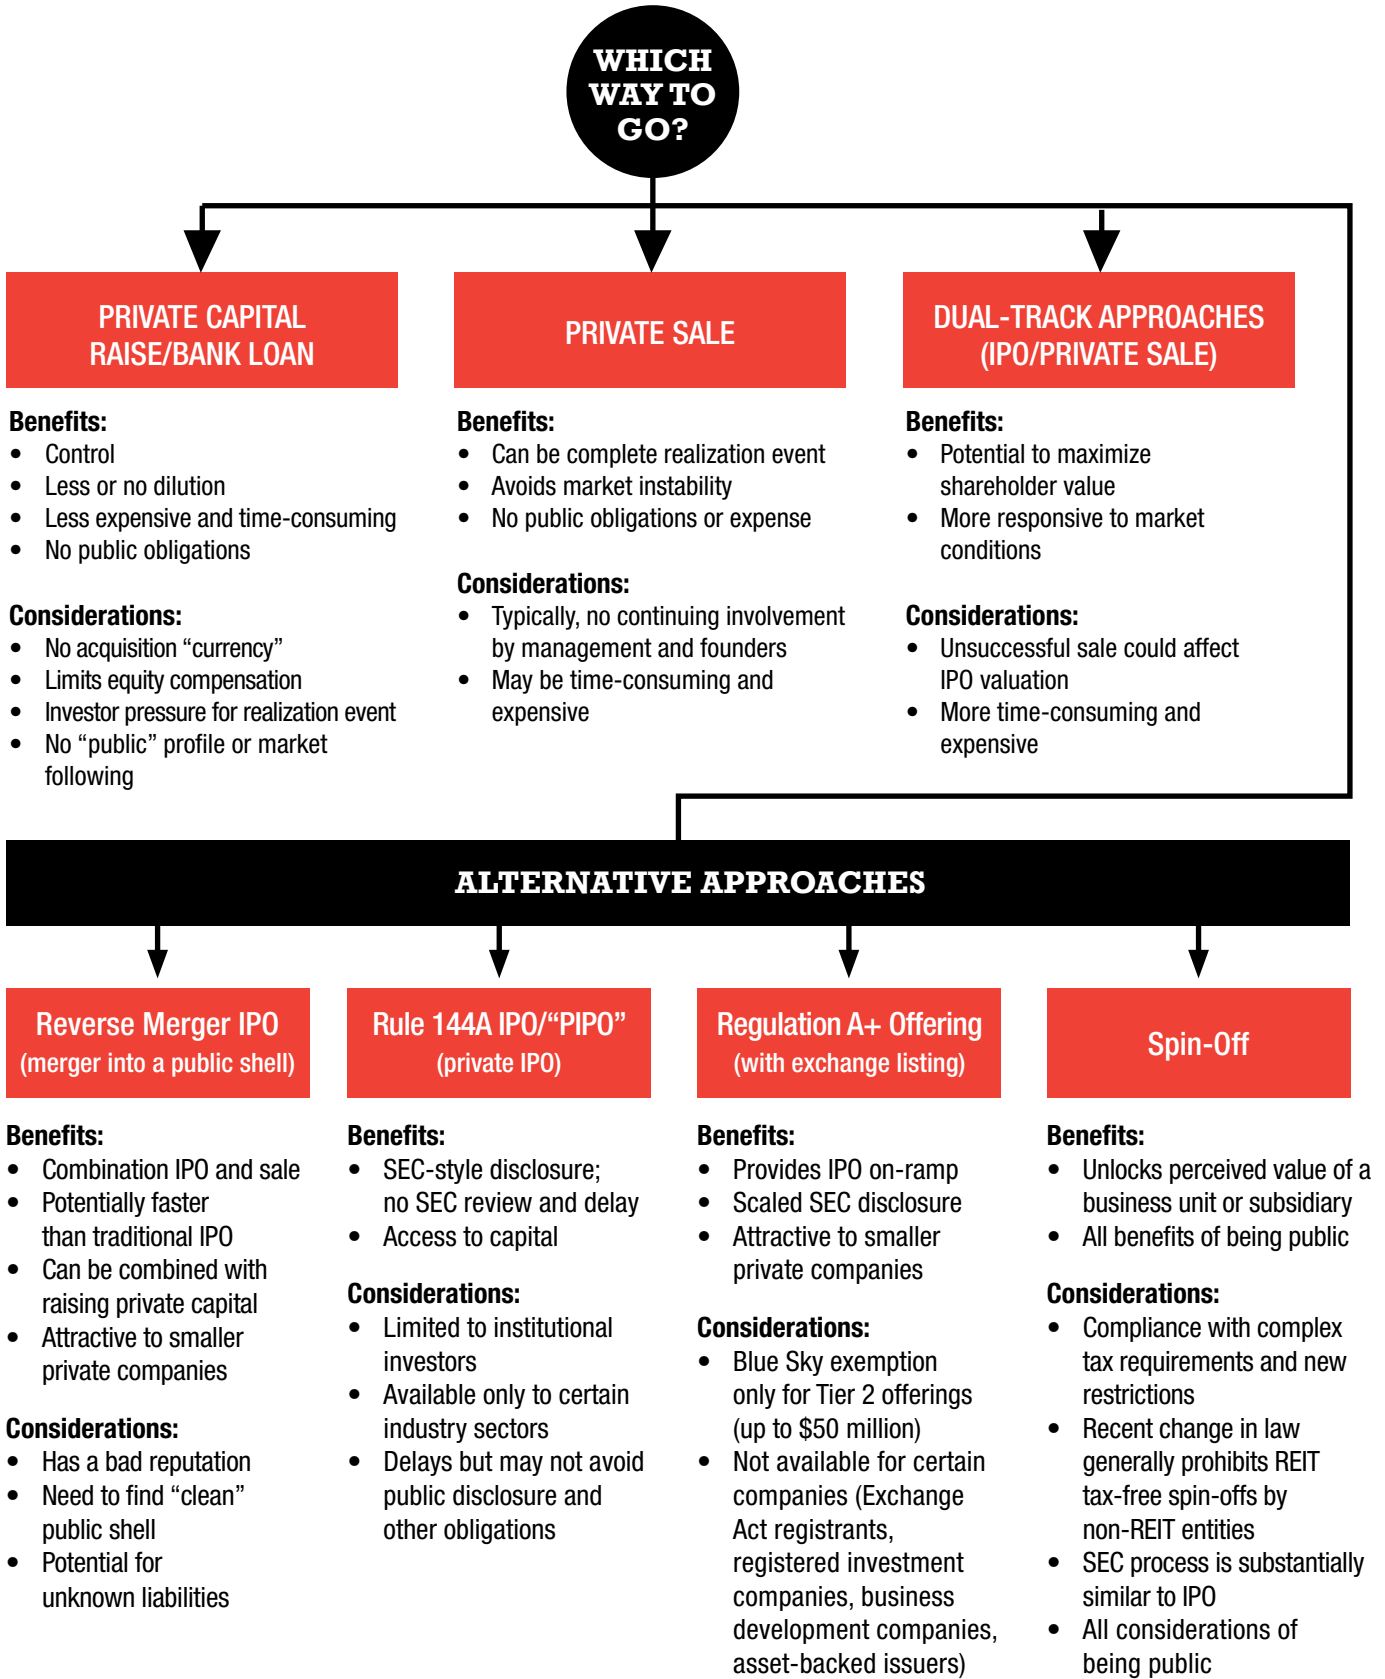 WHICH
WAY TO
GO?
PRIVATE CAPITAL
RAISE/BANK LOAN
Benefits:
• Control
• Less or no dilution
• Less expensive and time-consuming
• No public obligations
Considerations:
• No acquisition “currency”
• Limits equity compensation
• Investor pressure for realization event
• No “public” profile or market
following
PRIVATE SALE
Benefits:
• Can be complete realization event
• Avoids market instability
• No public obligations or expense
Considerations:
• Typically, no continuing involvement
by management and founders
• May be time-consuming and
expensive
DUAL-TRACK APPROACHES
(IPO/PRIVATE SALE)
Benefits:
• Potential to maximize
shareholder value
• More responsive to market
conditions
Considerations:
• Unsuccessful sale could affect
IPO valuation
• More time-consuming and
expensive
ALTERNATIVE APPROACHES
Reverse Merger IPO
(merger into a public shell)
Benefits:
• Combination IPO and sale
• Potentially faster
than traditional IPO
• Can be combined with
raising private capital
• Attractive to smaller
private companies
Considerations:
• Has a bad reputation
• Need to find “clean”
public shell
• Potential for
unknown liabilities
Rule 144A IPO/“PIPO”
(private IPO)
Benefits:
• SEC-style disclosure;
no SEC review and delay
• Access to capital
Considerations:
• Limited to institutional
investors
• Available only to certain
industry sectors
• Delays but may not avoid
public disclosure and
other obligations
Regulation A+ Offering
(with exchange listing)
Benefits:
• Provides IPO on-ramp
• Scaled SEC disclosure
• Attractive to smaller
private companies
Considerations:
• Blue Sky exemption
only for Tier 2 offerings
(up to $50 million)
• Not available for certain
companies (Exchange
Act registrants,
registered investment
companies, business
development companies,
asset-backed issuers)
Spin-Off
Benefits:
• Unlocks perceived value of a
business unit or subsidiary
• All benefits of being public
Considerations:
• Compliance with complex
tax requirements and new
restrictions
• Recent change in law
generally prohibits REIT
tax-free spin-offs by
non-REIT entities
• SEC process is substantially
similar to IPO
• All considerations of
being public